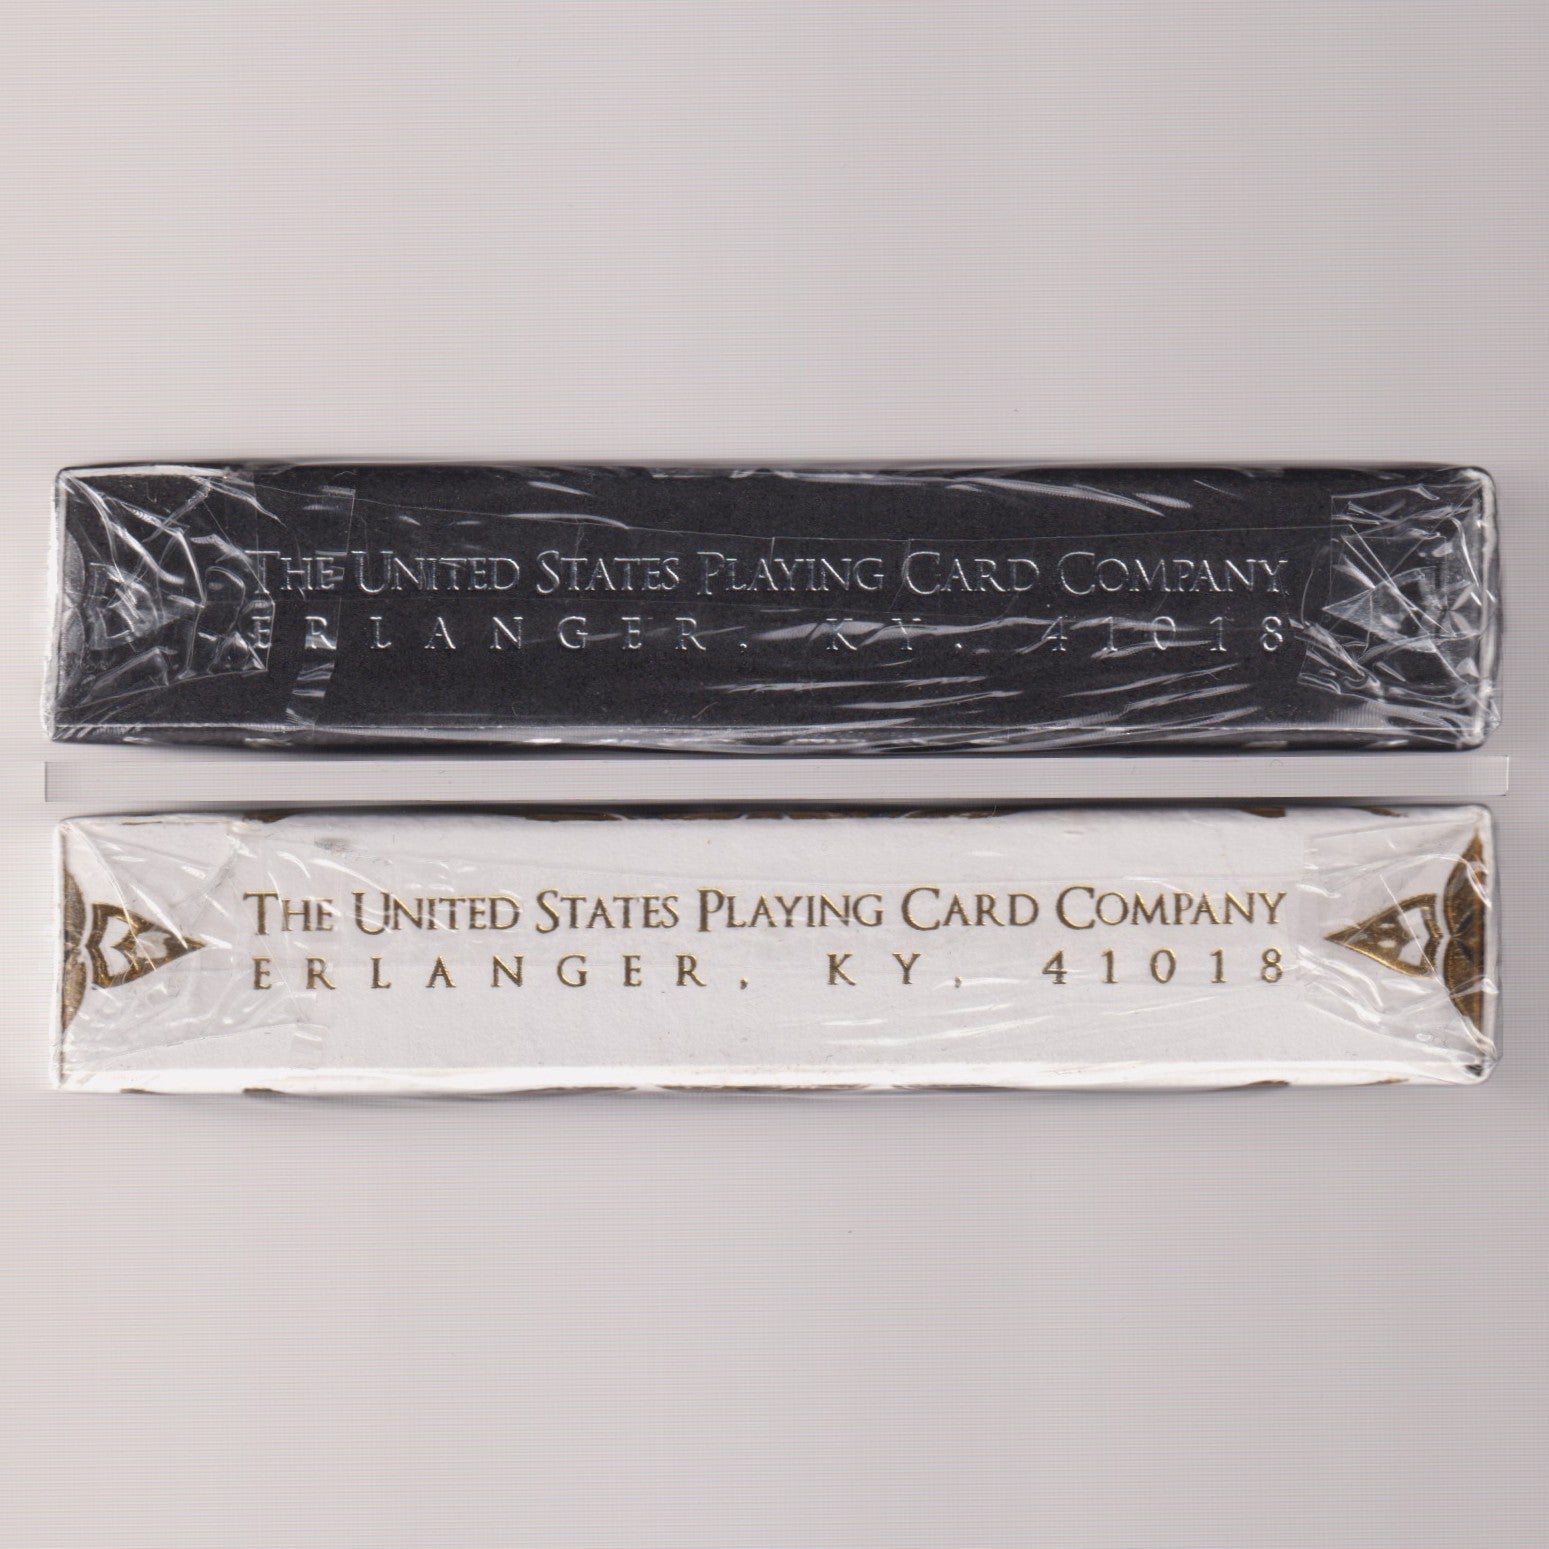 THE UNITED STATES PLAYING CARD COMPANY
ERLANGER, KY, 41018
THE UNITED STATES PLAYING CARD COMPANY
ERLANGER, KY, 41018